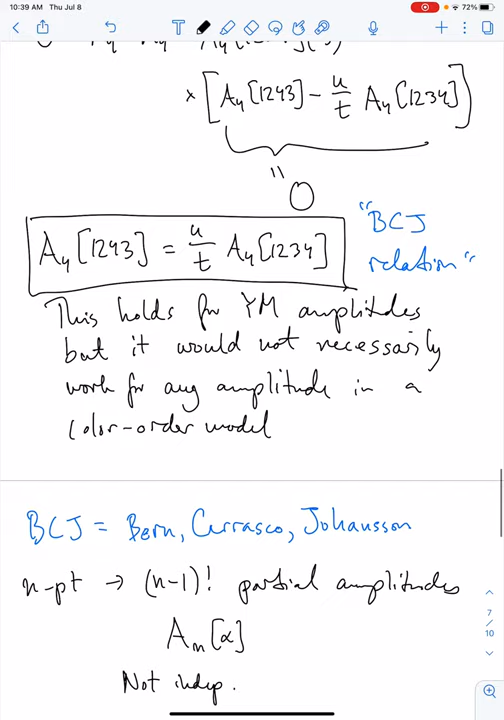 10:39 AM Thu Jul 8
72%
× [A₄[1243] − u/t A₄[1234]]
"
0
A₄[1243] = u/t A₄[1234]
"BCJ
relation"
This holds for YM amplitudes
but it would not necessarily
work for any amplitude in a
color-order model
BCJ = Bern, Carrasco, Johansson
n-pt → (n-1)! partial amplitudes
Aₙ[α]
Not indep.
7
/
10